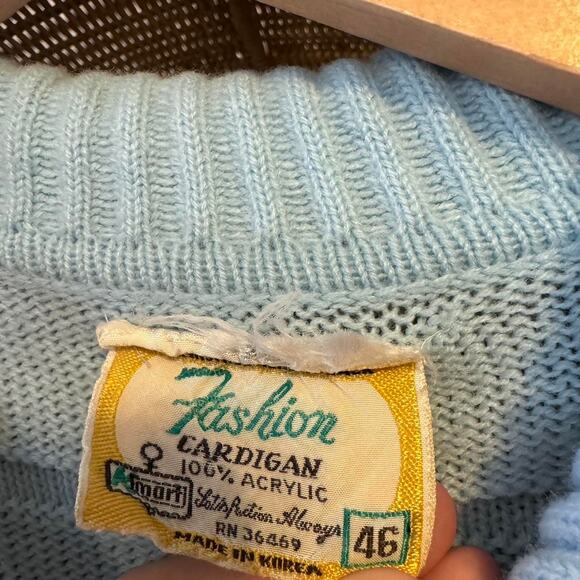 Fashion
CARDIGAN
100% ACRYLIC
Kmart
Satisfaction Always
RN 36469
46
MADE IN KOREA